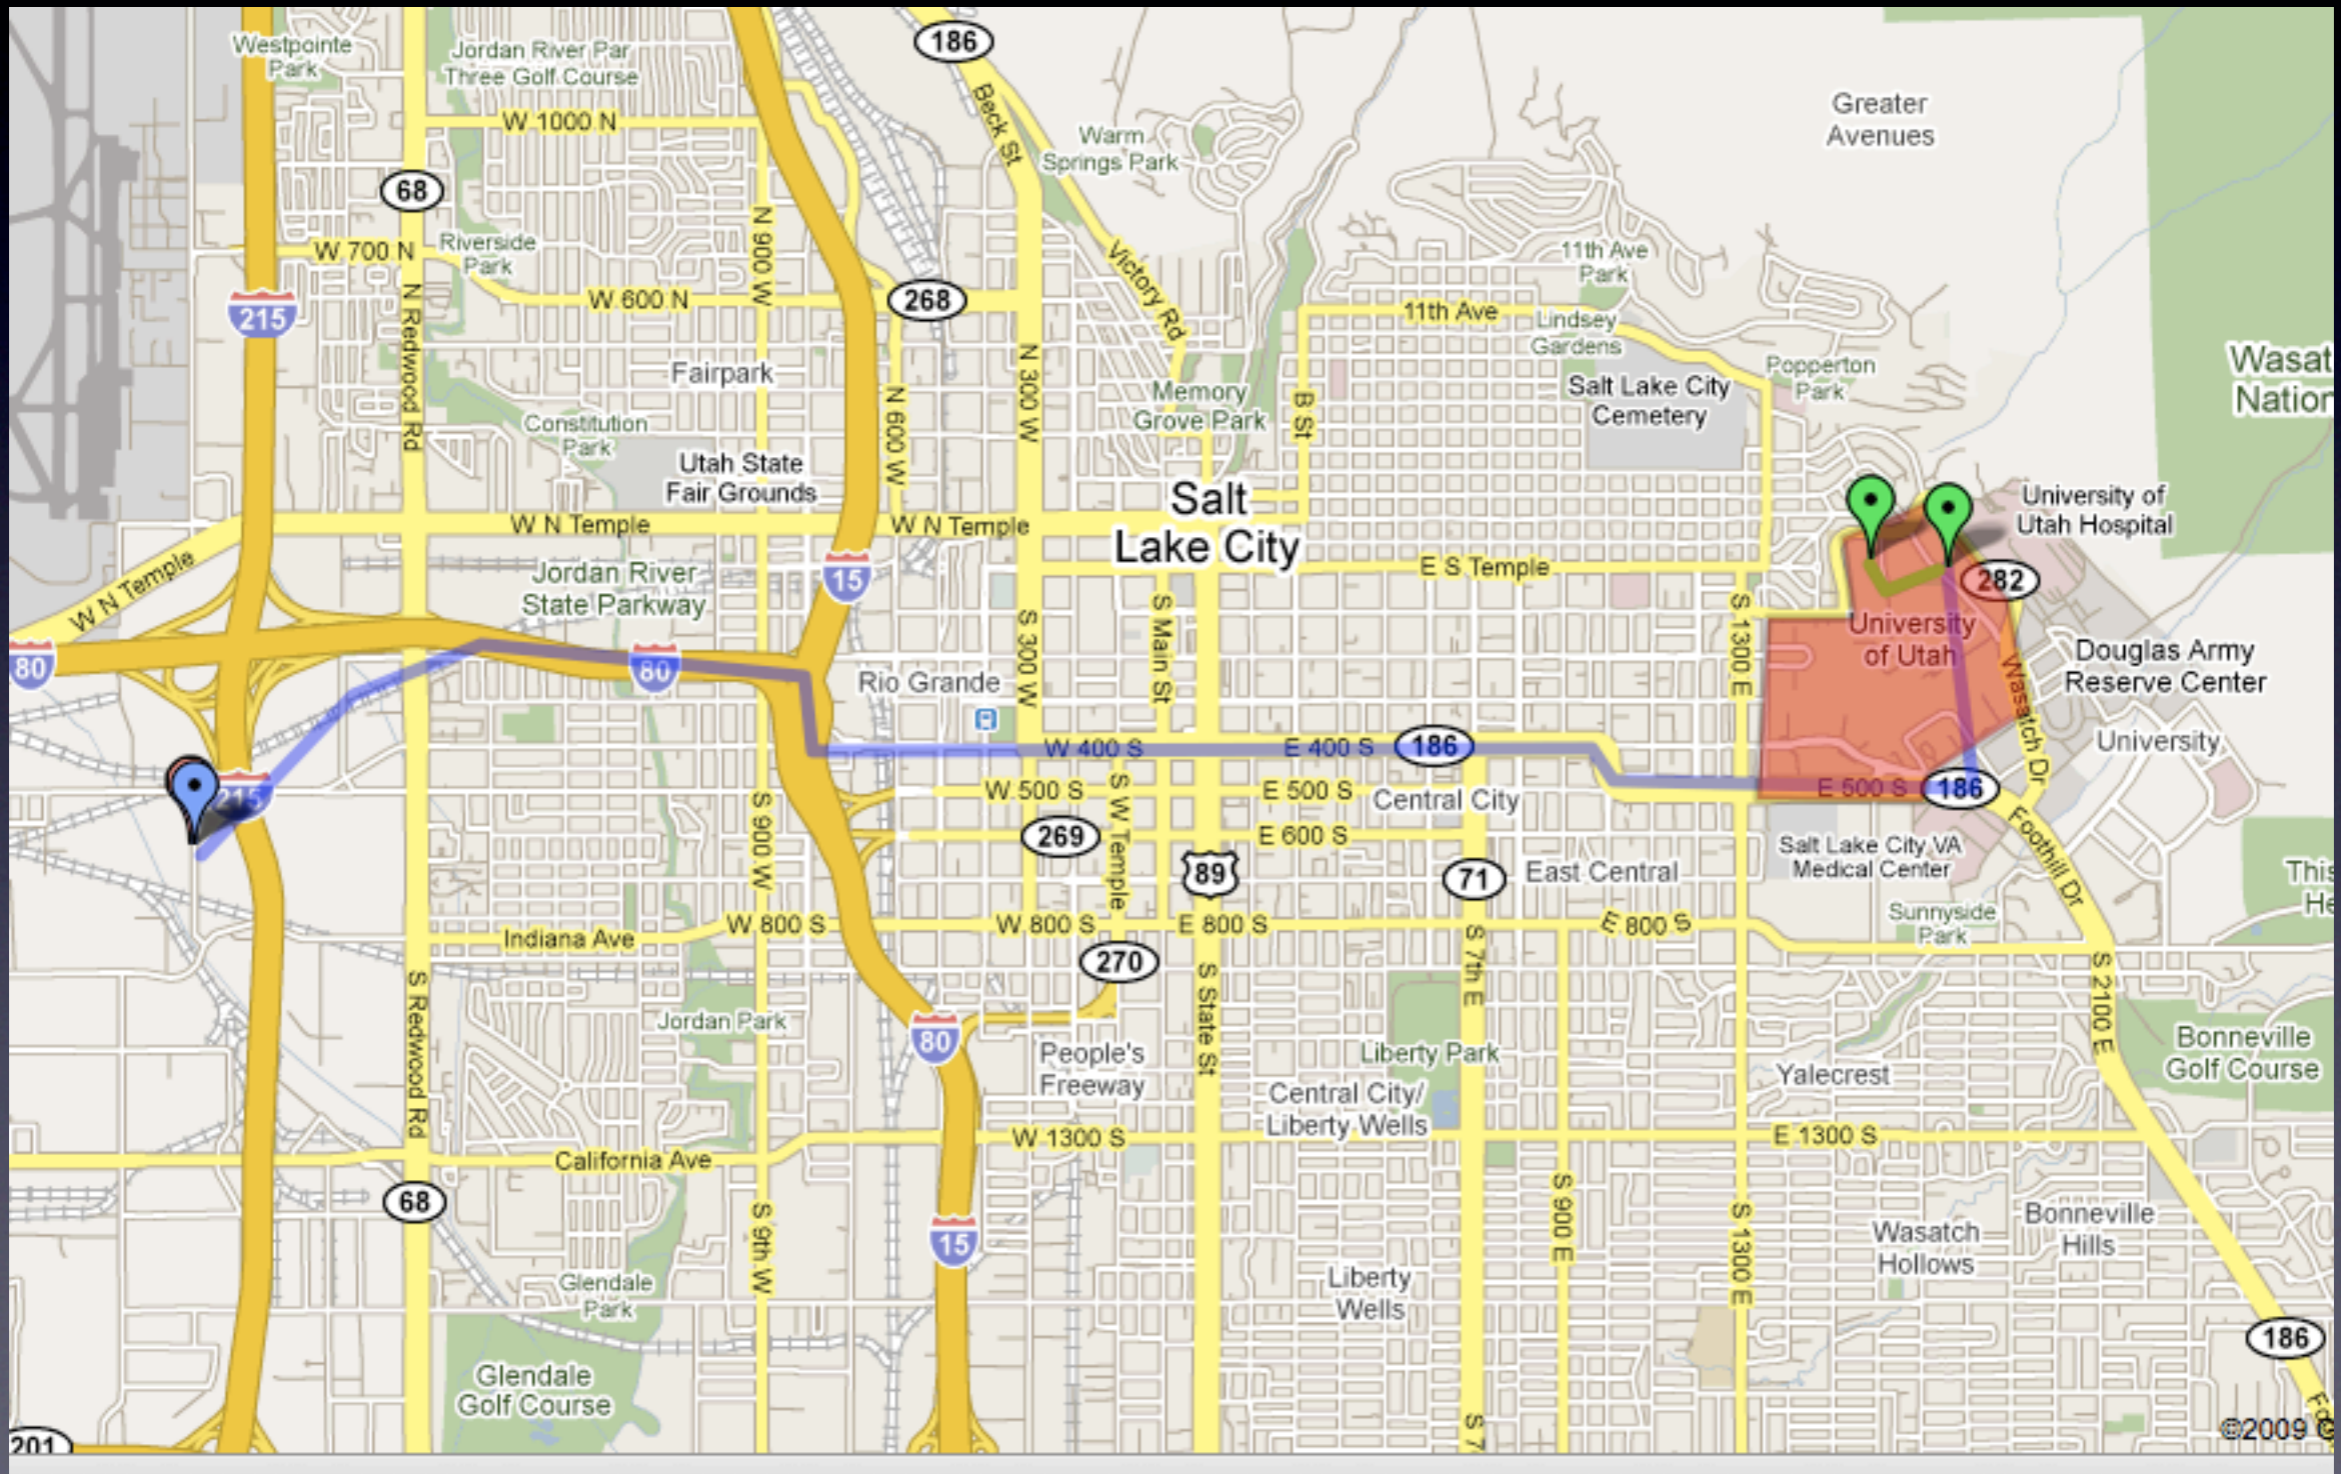 Westpointe
Park
Jordan River Par
Three Golf Course
186
Beck St
W 1000 N
Warm
Springs Park
Greater
Avenues
68
N 900 W
W 700 N
Riverside
Park
Victory Rd
11th Ave
Park
215
W 600 N
268
11th Ave
Lindsey
Gardens
N Redwood Rd
Fairpark
N 300 W
N 600 W
Memory
Grove Park
B St
Salt Lake City
Cemetery
Popperton
Park
Wasat
Nation
Constitution
Park
Utah State
Fair Grounds
Salt
Lake City
University of
Utah Hospital
W N Temple
W N Temple
W N Temple
E S Temple
15
282
Jordan River
State Parkway
S 300 W
S Main St
S 1300 E
University
of Utah
80
80
Rio Grande
Wasatch Dr
Douglas Army
Reserve Center
University
W 400 S
E 400 S
186
215
W 500 S
E 500 S
Central City
E 500 S
186
S 900 W
S W Temple
269
E 600 S
Foothill Dr
89
71
East Central
Salt Lake City VA
Medical Center
This
He
Indiana Ave
W 800 S
W 800 S
E 800 S
E 800 S
Sunnyside
Park
270
S Redwood Rd
S State St
S 7th E
S 2100 E
Jordan Park
80
People's
Freeway
Liberty Park
Yalecrest
Bonneville
Golf Course
Central City/
Liberty Wells
W 1300 S
E 1300 S
California Ave
68
S 9th W
15
S 900 E
S 1300 E
Wasatch
Hollows
Bonneville
Hills
Glendale
Park
Liberty
Wells
186
Glendale
Golf Course
S 7
Fo
201
©2009 G